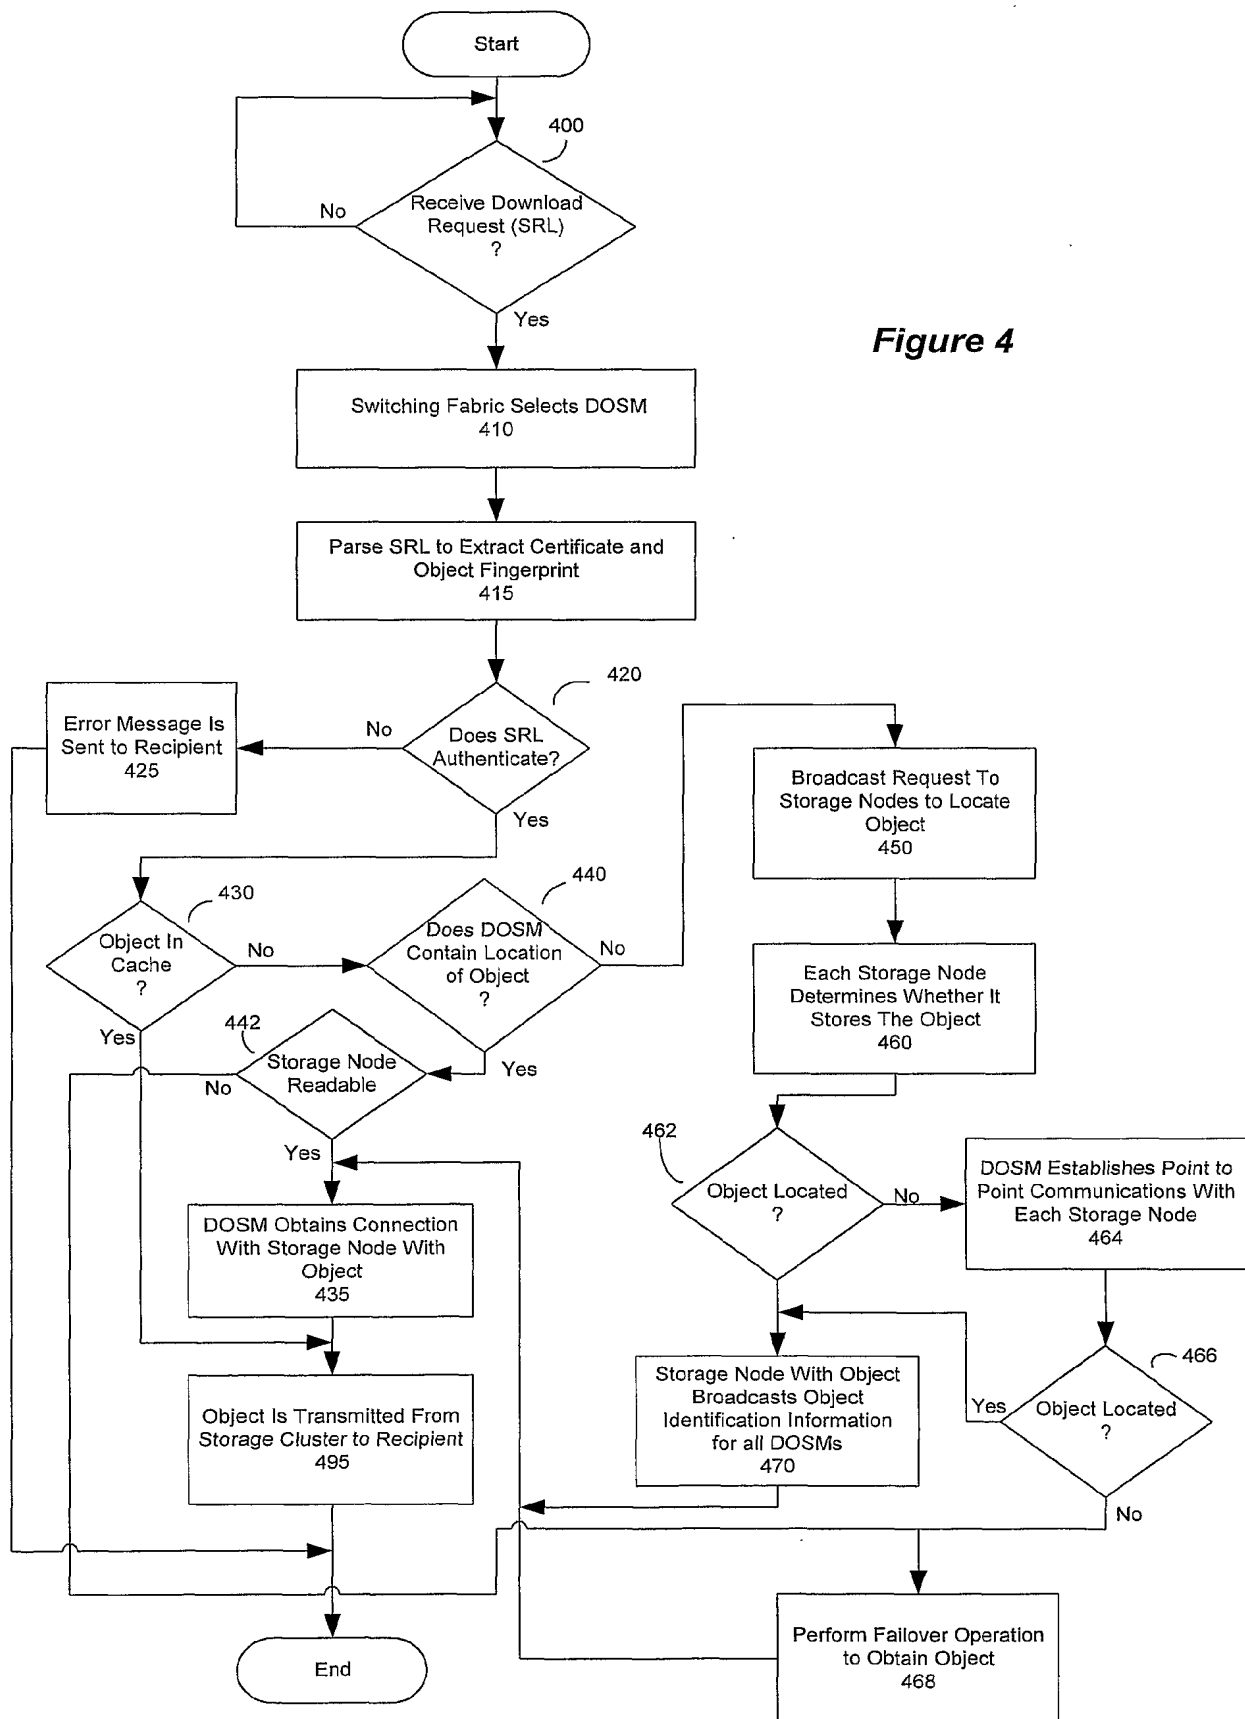 Start
400
Receive Download
Request (SRL)
?
No
Yes
Figure 4
Switching Fabric Selects DOSM
410
Parse SRL to Extract Certificate and
Object Fingerprint
415
420
Does SRL
Authenticate?
No
Yes
Error Message Is
Sent to Recipient
425
Broadcast Request To
Storage Nodes to Locate
Object
450
430
Object In
Cache
?
No
Yes
440
Does DOSM
Contain Location
of Object
?
No
Yes
Each Storage Node
Determines Whether It
Stores The Object
460
442
Storage Node
Readable
No
Yes
462
Object Located
?
No
DOSM Establishes Point to
Point Communications With
Each Storage Node
464
DOSM Obtains Connection
With Storage Node With
Object
435
466
Object Located
?
Yes
No
Storage Node With Object
Broadcasts Object
Identification Information
for all DOSMs
470
Object Is Transmitted From
Storage Cluster to Recipient
495
Perform Failover Operation
to Obtain Object
468
End